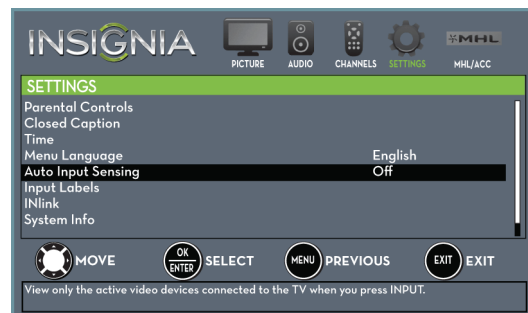 INSIGNIA
PICTURE AUDIO CHANNELS SETTINGS MHL MHL/ACC
SETTINGS
Parental Controls
Closed Caption
Time
Menu Language English
Auto Input Sensing Off
Input Labels
INlink
System Info
MOVE OK ENTER SELECT MENU PREVIOUS EXIT EXIT
View only the active video devices connected to the TV when you press INPUT.